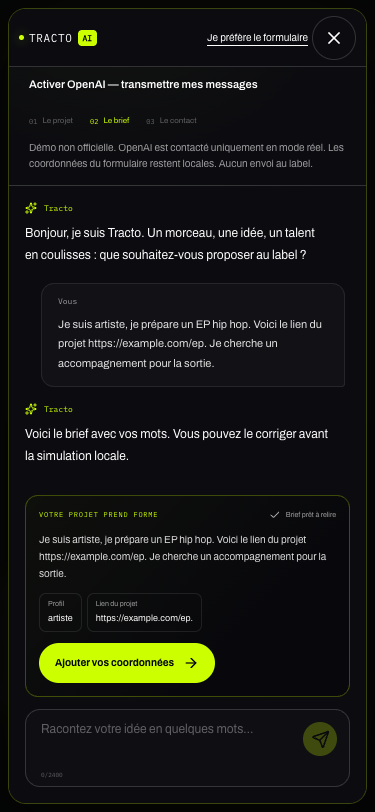 TRACTO AI Je préfère le formulaire
Activer OpenAI — transmettre mes messages
01 Le projet 02 Le brief 03 Le contact
Démo non officielle. OpenAI est contacté uniquement en mode réel. Les
coordonnées du formulaire restent locales. Aucun envoi au label.
Tracto
Bonjour, je suis Tracto. Un morceau, une idée, un talent
en coulisses : que souhaitez-vous proposer au label ?
Vous
Je suis artiste, je prépare un EP hip hop. Voici le lien du
projet https://example.com/ep. Je cherche un
accompagnement pour la sortie.
Tracto
Voici le brief avec vos mots. Vous pouvez le corriger avant
la simulation locale.
VOTRE PROJET PREND FORME Brief prêt à relire
Je suis artiste, je prépare un EP hip hop. Voici le lien du projet
https://example.com/ep. Je cherche un accompagnement pour la
sortie.
Profil Lien du projet
artiste https://example.com/ep.
Ajouter vos coordonnées
Racontez votre idée en quelques mots...
0/1400